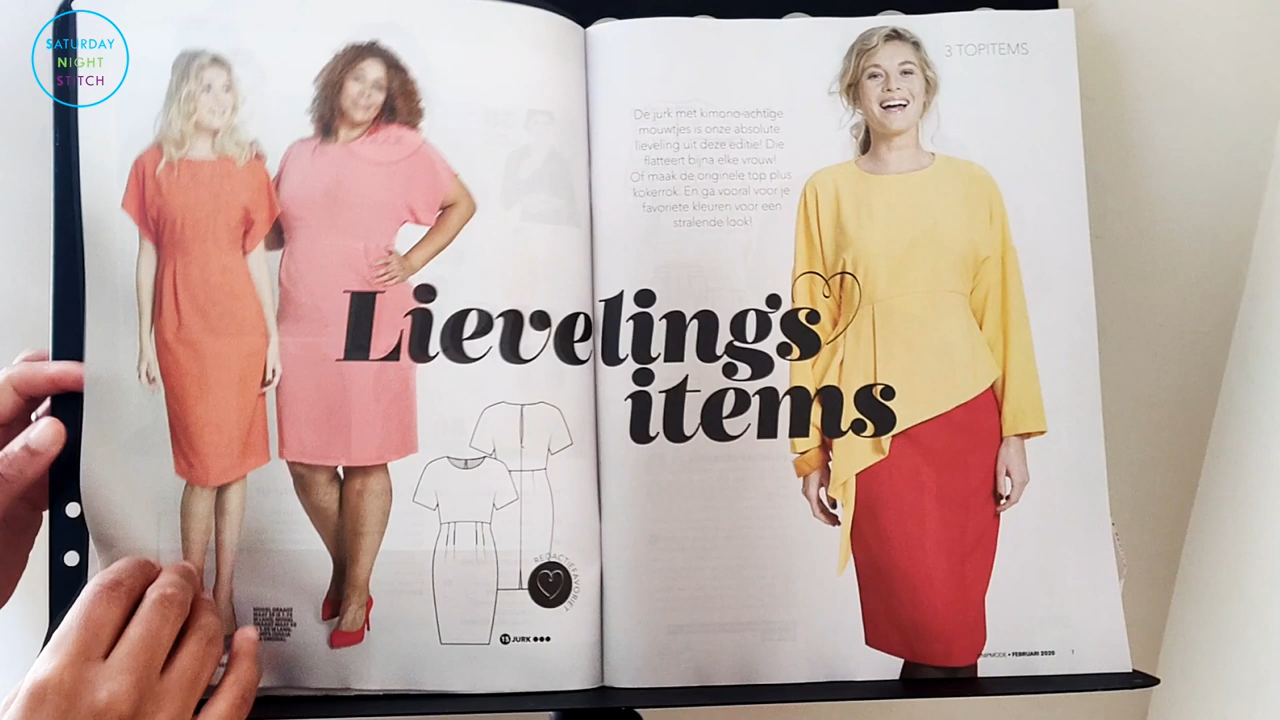 SATURDAY
NIGHT
STITCH
3 TOPITEMS
De jurk met kimono-achtige
mouwtjes is onze absolute
lieveling uit deze editie! Die
flatteert bijna elke vrouw!
Of maak de originele top plus
kokerrok. En ga vooral voor je
favoriete kleuren voor een
stralende look!
Lievelings
items
REDACTIEFAVORIET
15 JURK ●●●
KNIPMODE • FEBRUARI 2020